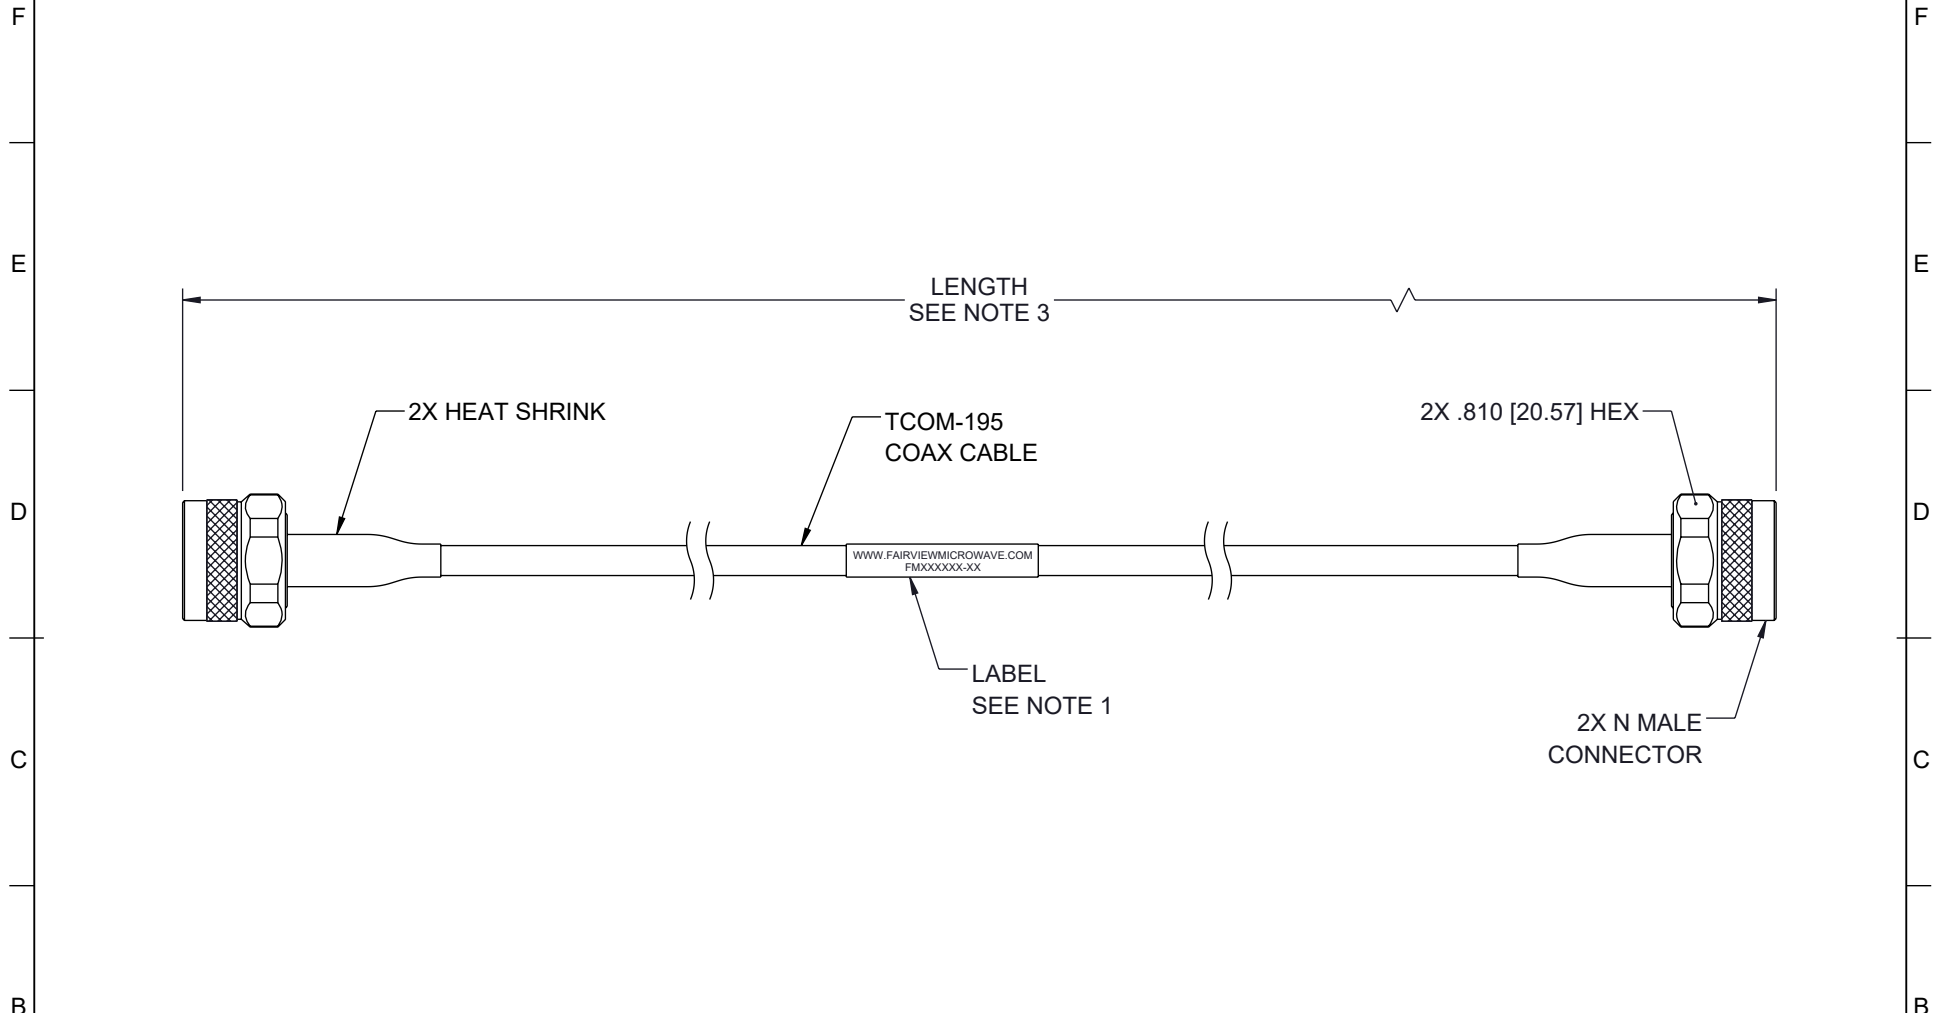 F F
E E
LENGTH
SEE NOTE 3
2X HEAT SHRINK
TCOM-195
COAX CABLE
2X .810 [20.57] HEX
D D
WWW.FAIRVIEWMICROWAVE.COM
FMXXXXXX-XX
LABEL
SEE NOTE 1
2X N MALE
CONNECTOR
C C
B B